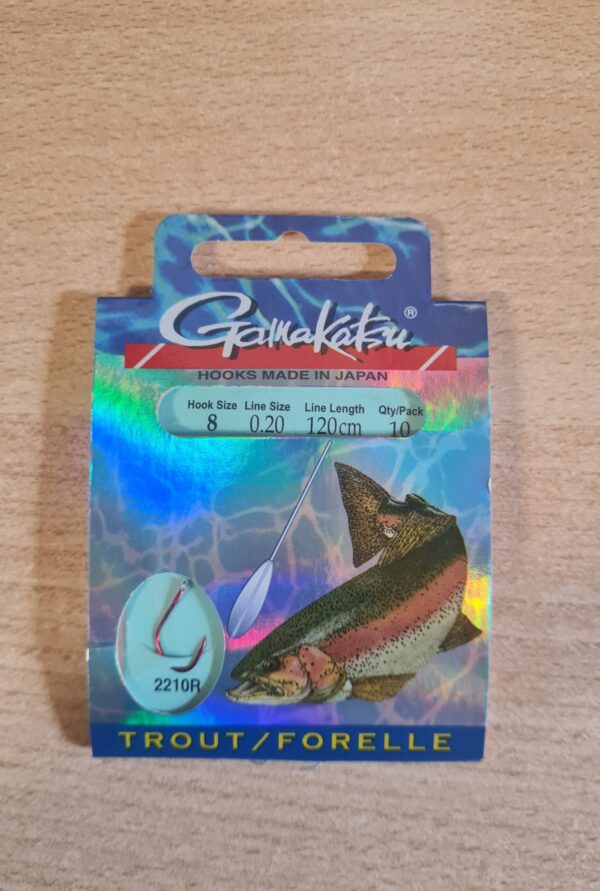 Gamakatsu®
HOOKS MADE IN JAPAN
Hook Size Line Size Line Length Qty/Pack
8 0.20 120cm 10
2210R
TROUT/FORELLE